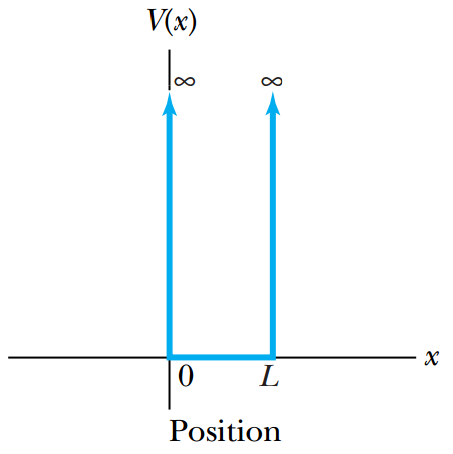 V(x)
∞ ∞
x
0 L
Position